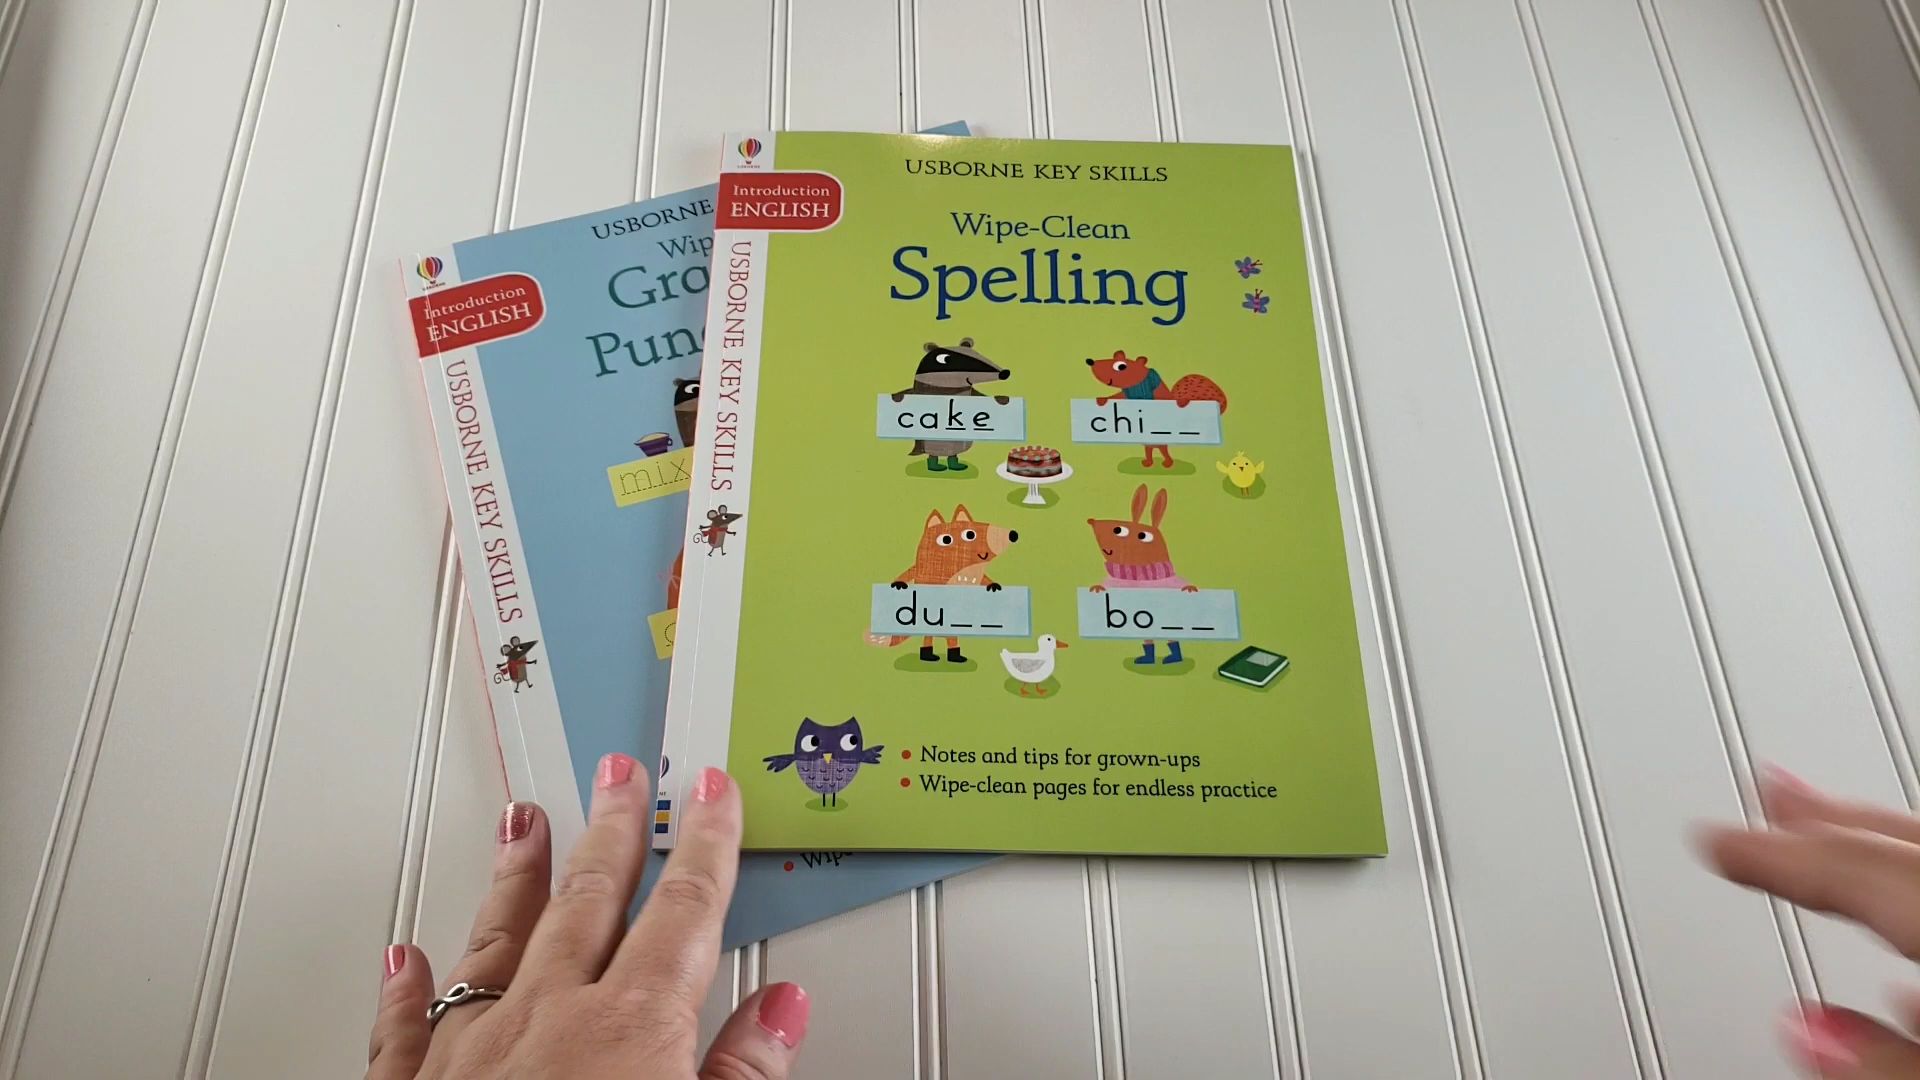 USBORNE KEY SKILLS
Introduction
ENGLISH
Wipe-Clean
Spelling
cake
chi__
du__
bo__
Notes and tips for grown-ups
Wipe-clean pages for endless practice
USBORNE KEY SKILLS
USBORNE
Introduction
ENGLISH
mix
USBORNE KEY SKILLS